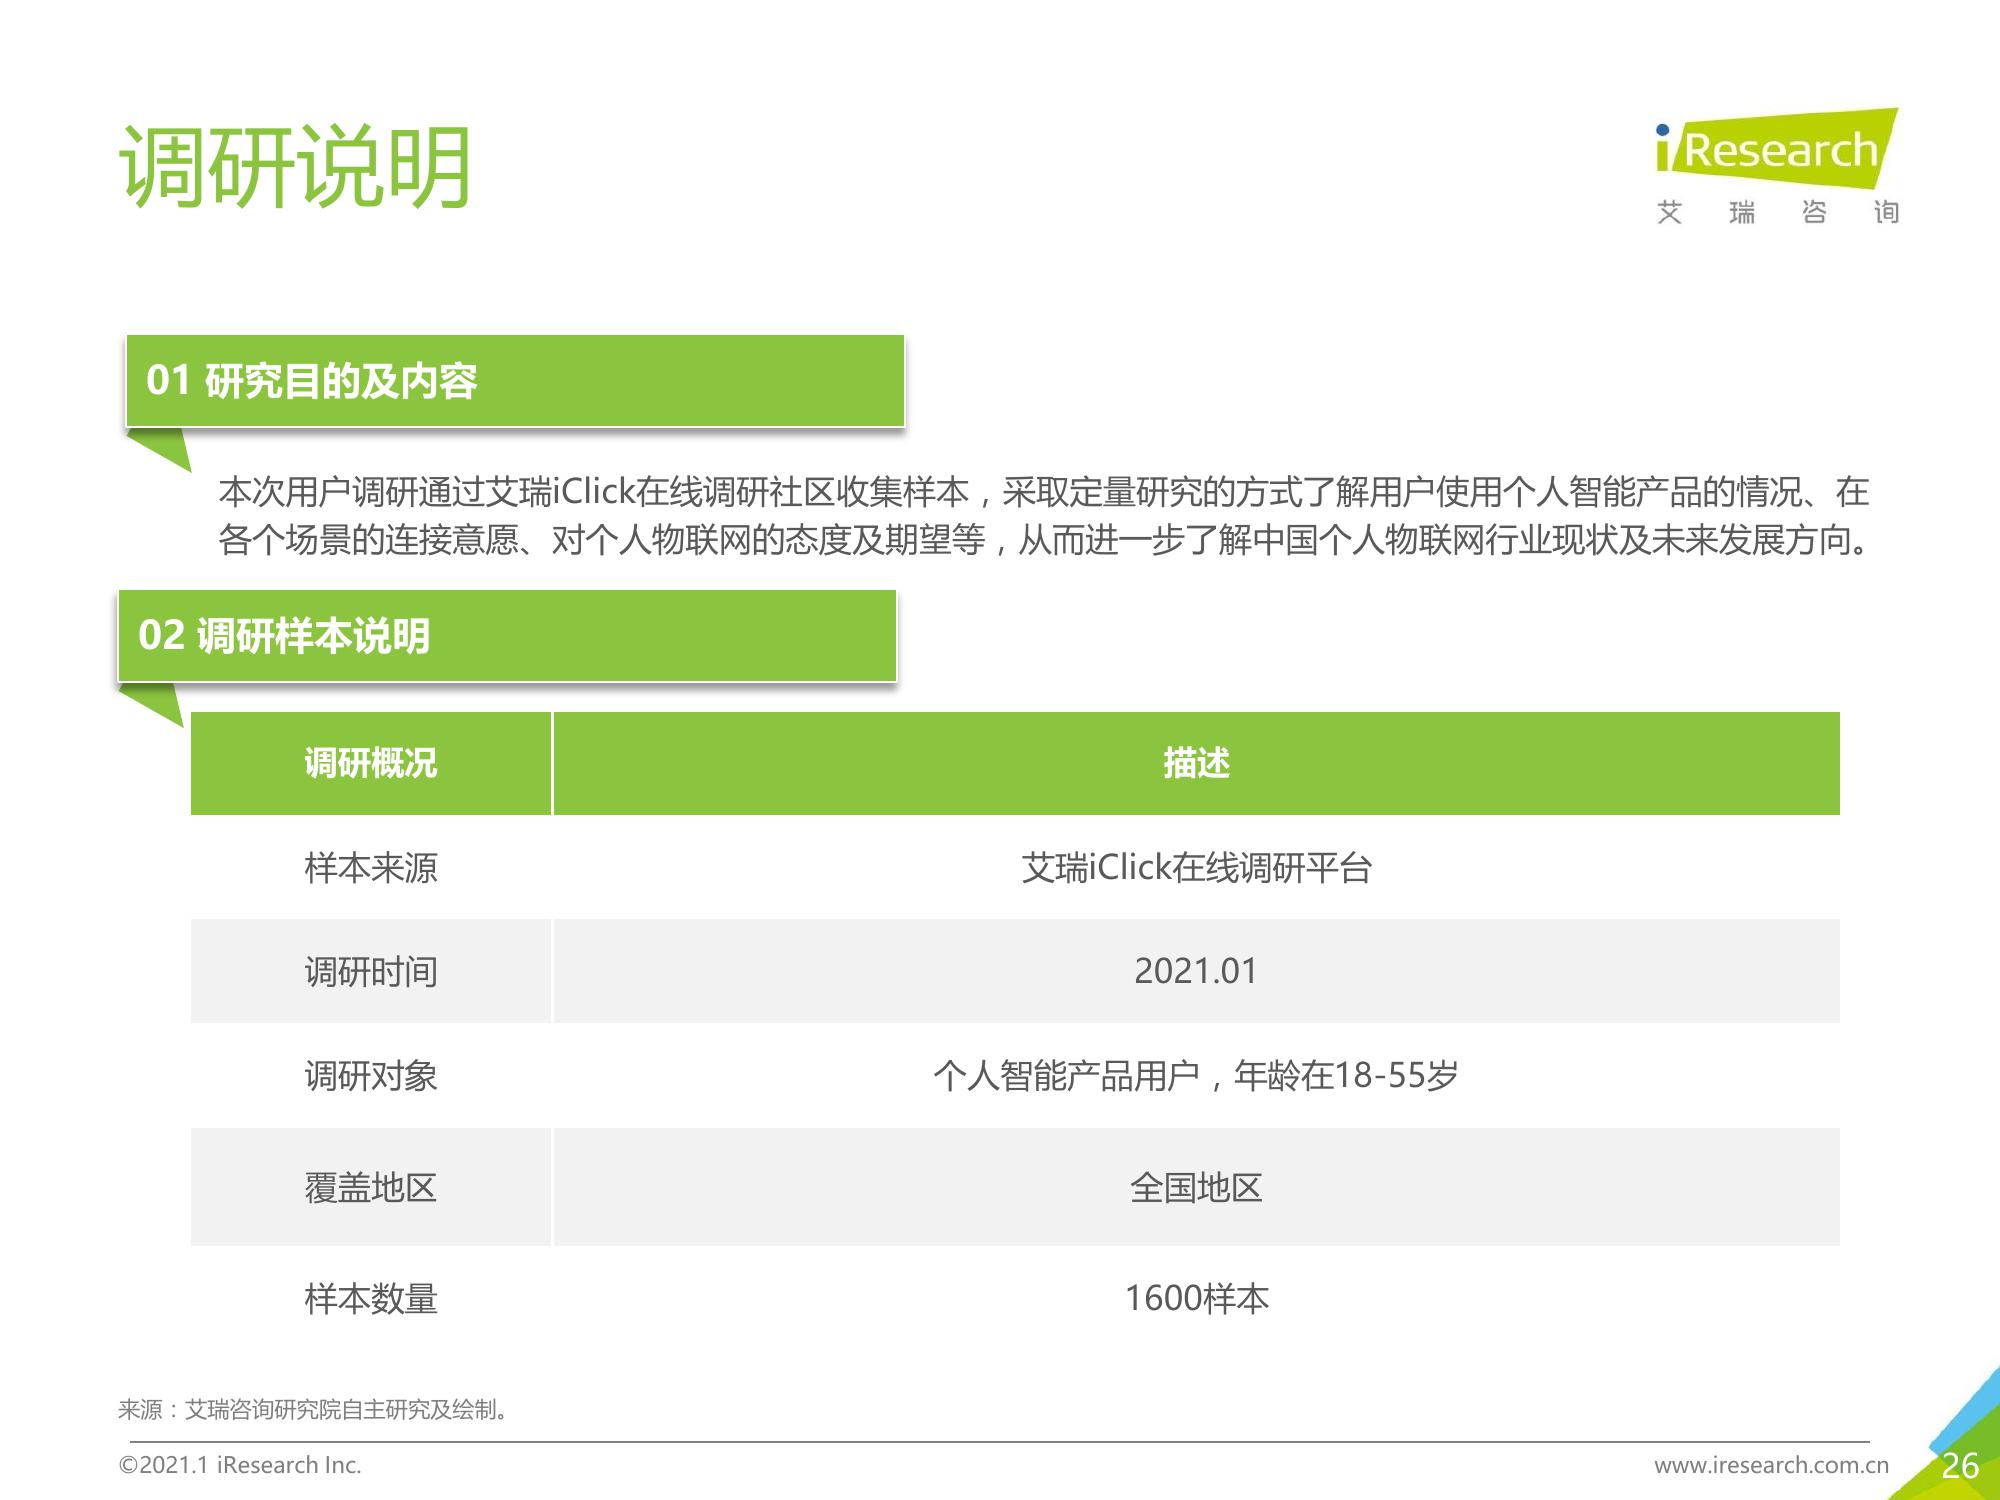 调研说明
iResearch
艾瑞咨询
01 研究目的及内容
本次用户调研通过艾瑞iClick在线调研社区收集样本，采取定量研究的方式了解用户使用个人智能产品的情况、在
各个场景的连接意愿、对个人物联网的态度及期望等，从而进一步了解中国个人物联网行业现状及未来发展方向。
02 调研样本说明
调研概况 描述
样本来源 艾瑞iClick在线调研平台
调研时间 2021.01
调研对象 个人智能产品用户，年龄在18-55岁
覆盖地区 全国地区
样本数量 1600样本
来源：艾瑞咨询研究院自主研究及绘制。
©2021.1 iResearch Inc. www.iresearch.com.cn 26